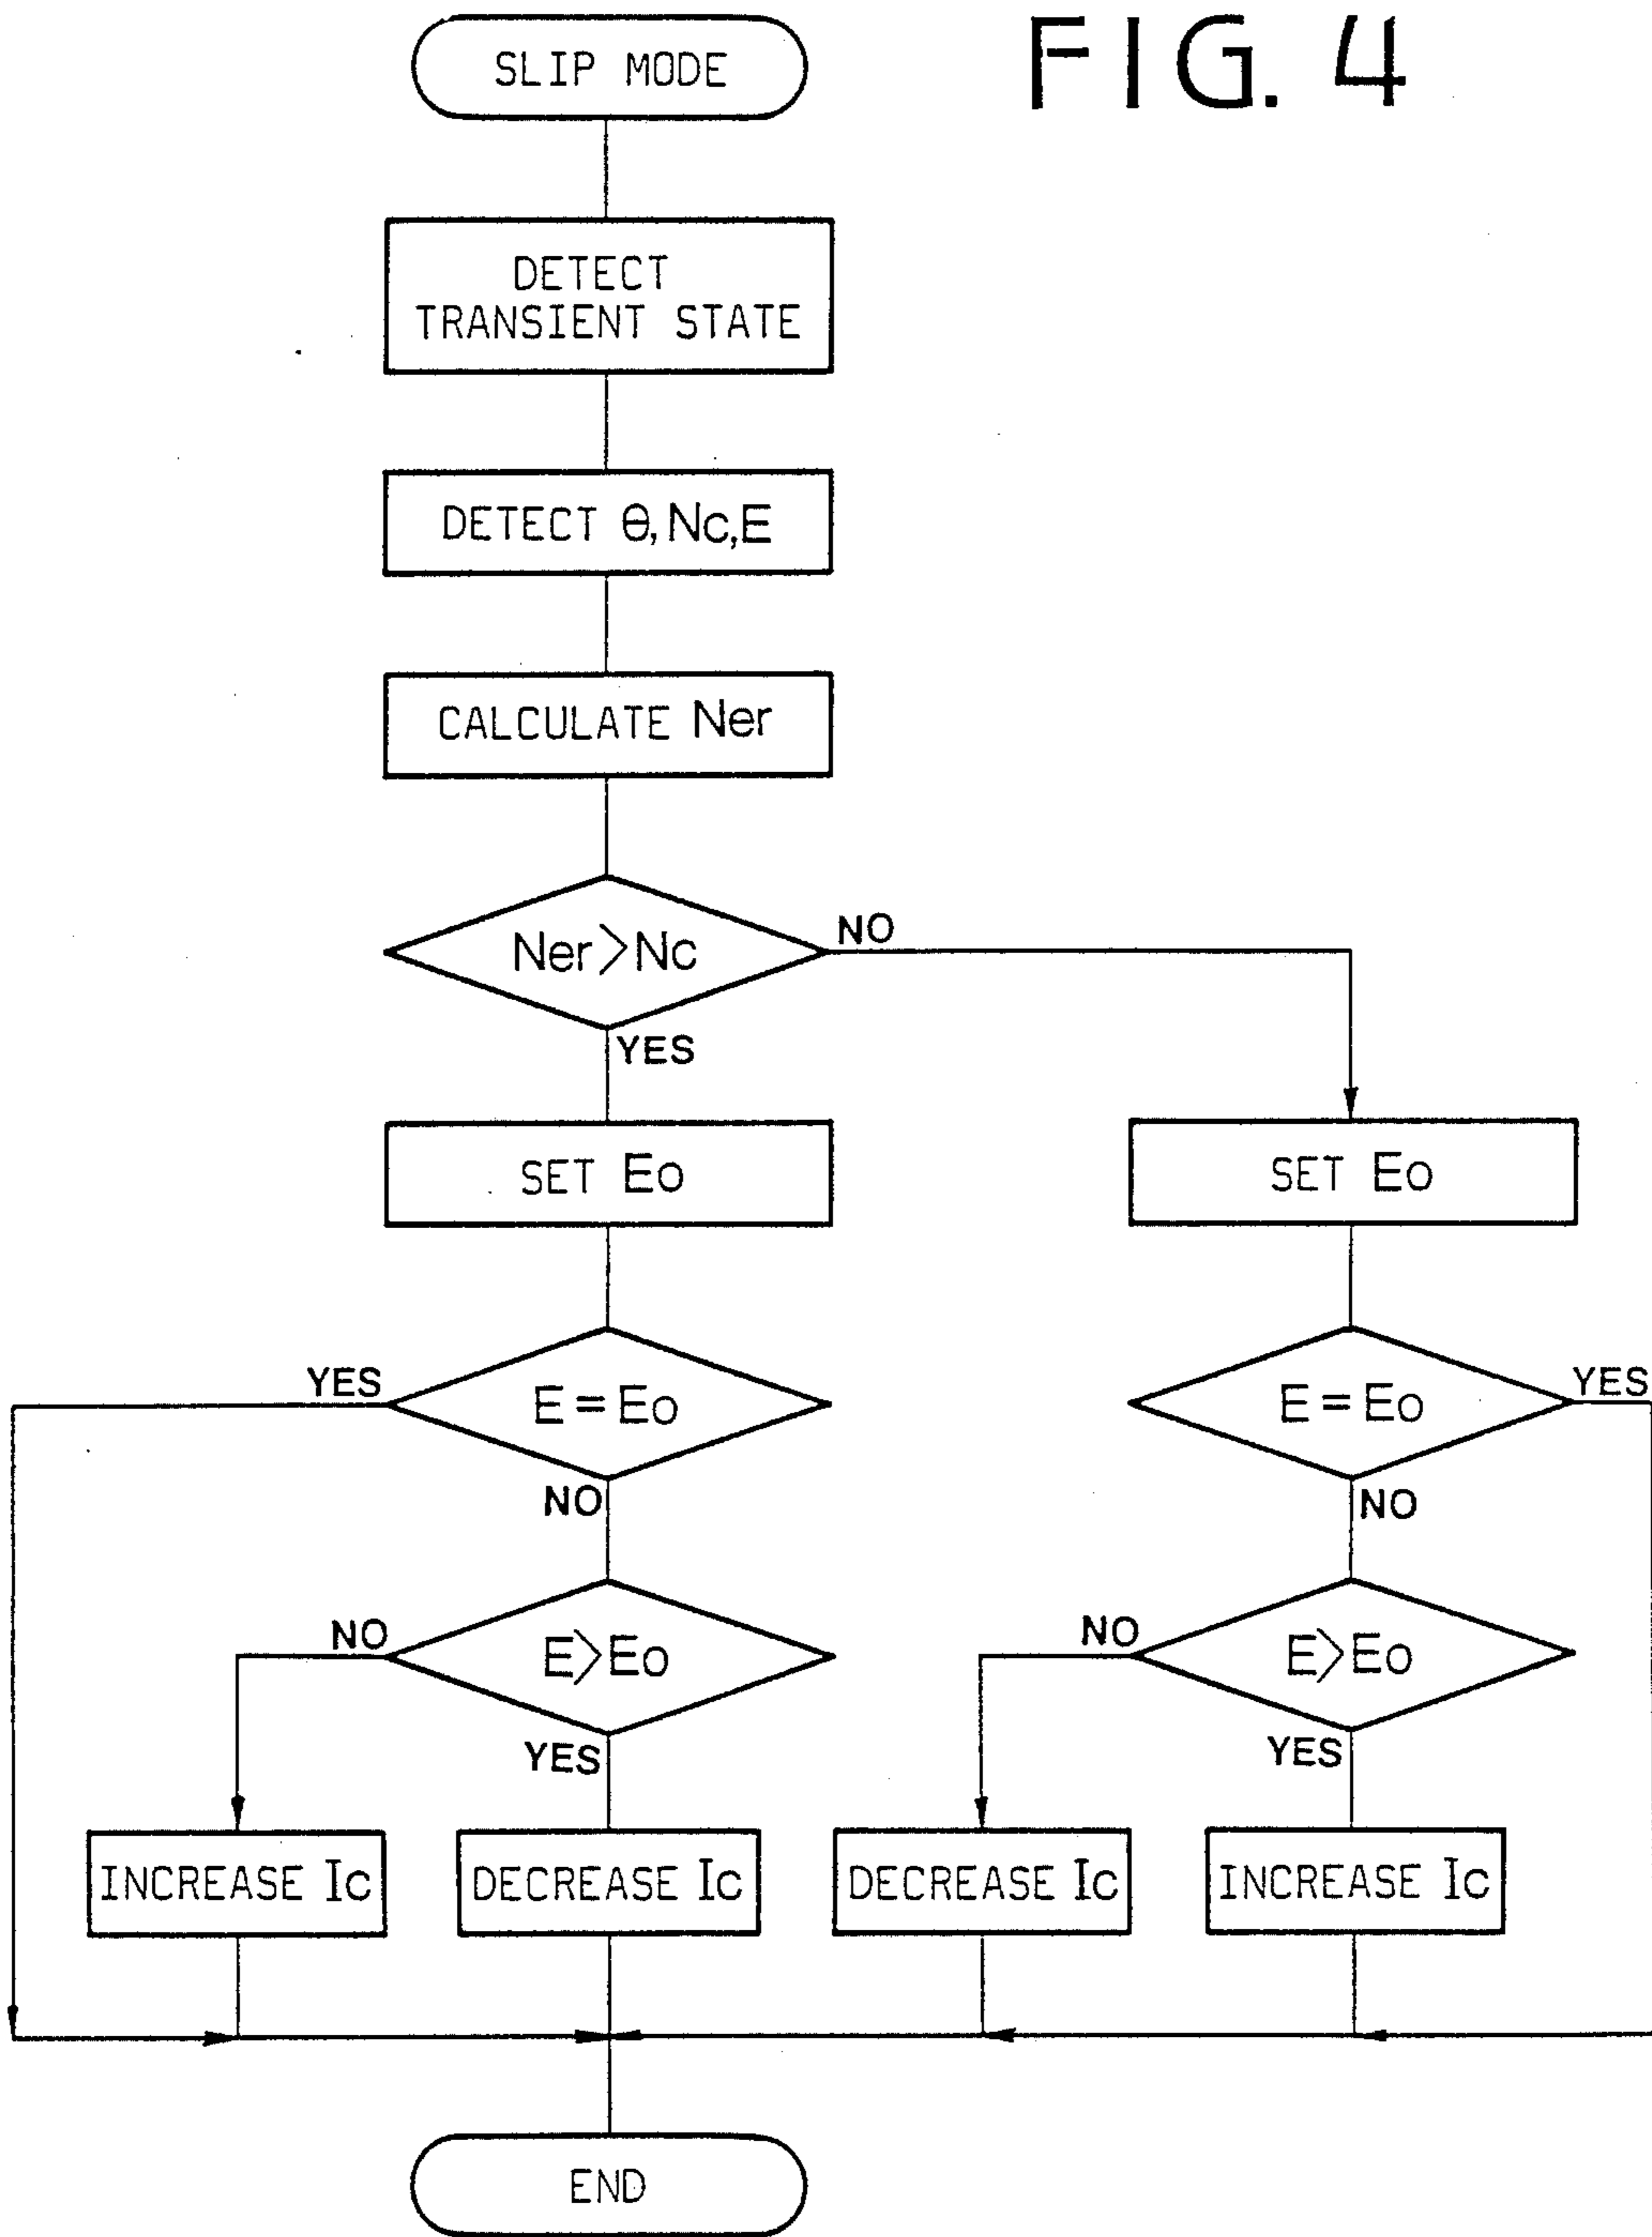 FIG. 4
SLIP MODE
DETECT
TRANSIENT STATE
DETECT θ, Nc, E
CALCULATE Ner
Ner>Nc
NO
YES
SET Eo
SET Eo
YES
E=Eo
NO
E=Eo
YES
NO
NO
E>Eo
YES
NO
E>Eo
YES
INCREASE Ic
DECREASE Ic
DECREASE Ic
INCREASE Ic
END